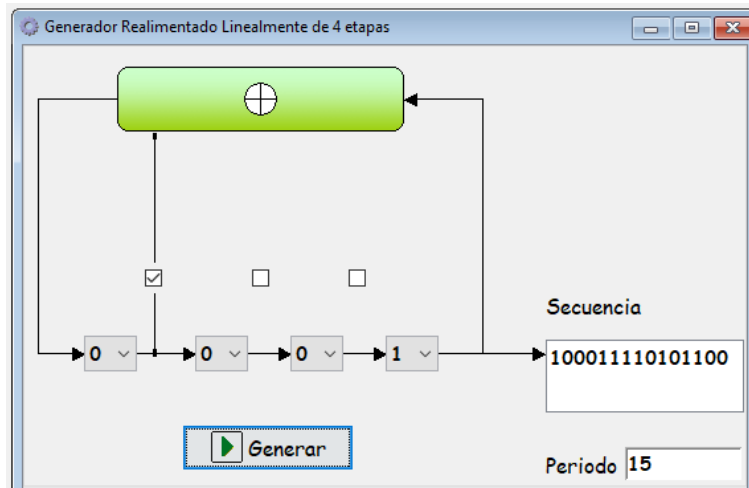 Generador Realimentado Linealmente de 4 etapas
Secuencia
0 0 0 1
100011110101100
Generar
Periodo 15